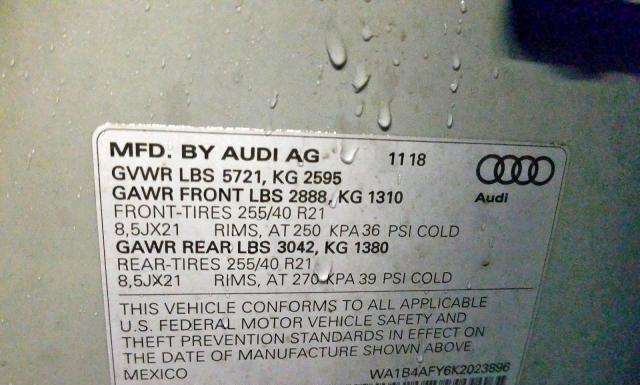 MFD. BY AUDI AG 11 18
GVWR LBS 5721, KG 2595
GAWR FRONT LBS 2888, KG 1310
FRONT-TIRES 255/40 R21
8,5JX21 RIMS, AT 250 KPA 36 PSI COLD
GAWR REAR LBS 3042, KG 1380
REAR-TIRES 255/40 R21
8,5JX21 RIMS, AT 270 KPA 39 PSI COLD
Audi
THIS VEHICLE CONFORMS TO ALL APPLICABLE
U.S. FEDERAL MOTOR VEHICLE SAFETY AND
THEFT PREVENTION STANDARDS IN EFFECT ON
THE DATE OF MANUFACTURE SHOWN ABOVE
MEXICO WA1B4AFY6K2023896